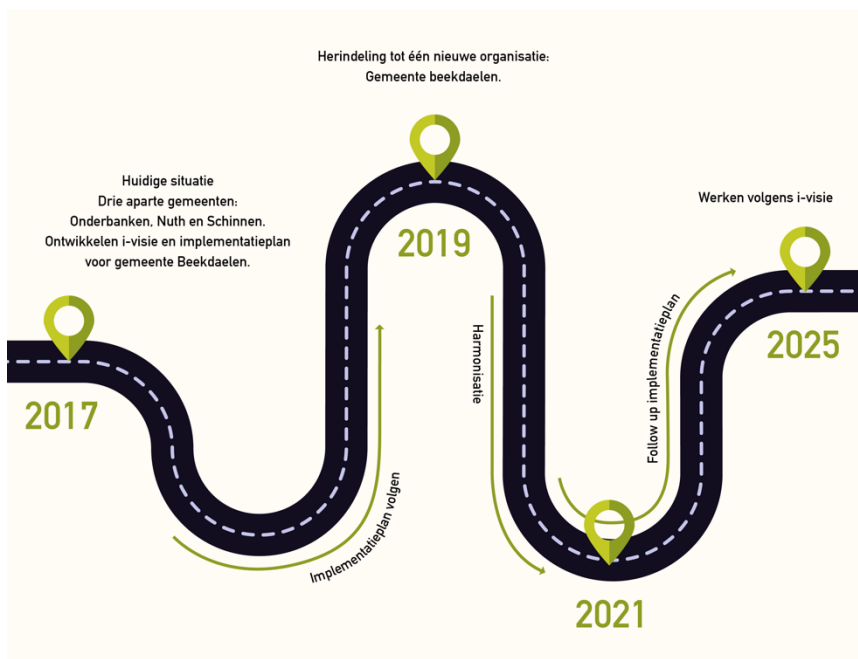 Herindeling tot één nieuwe organisatie:
Gemeente beekdaelen.
Huidige situatie
Drie aparte gemeenten:
Onderbanken, Nuth en Schinnen.
Ontwikkelen i-visie en implementatieplan
voor gemeente Beekdaelen.
2017
Implementatieplan volgen
2019
Harmonisatie
2021
Follow up implementatieplan
Werken volgens i-visie
2025